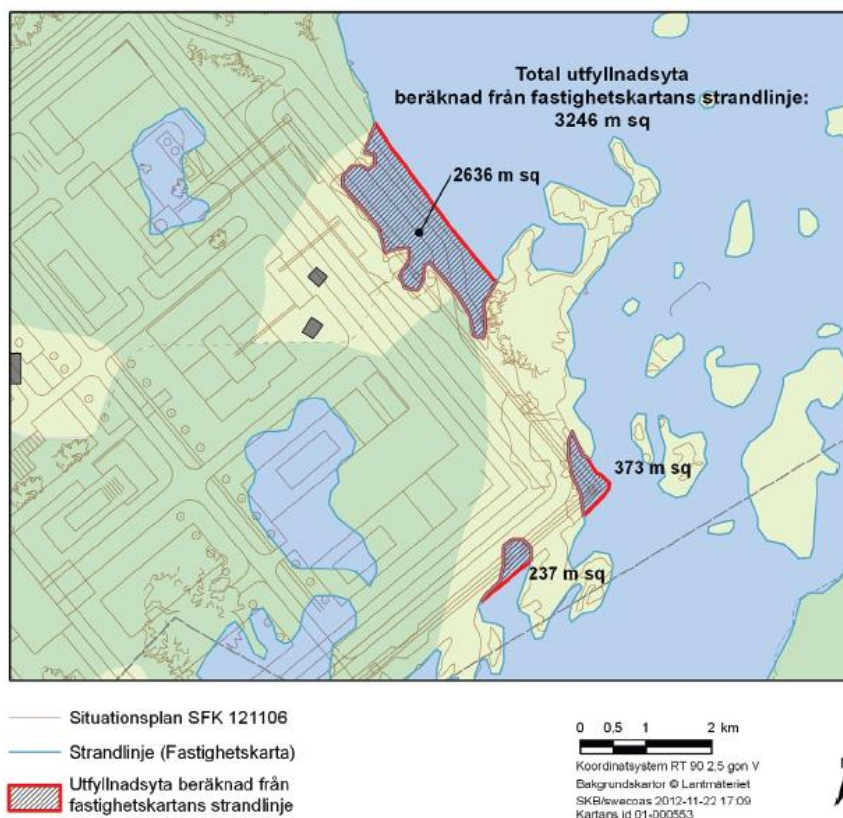 Total utfyllnadsyta
beräknad från fastighetskartans strandlinje:
3246 m sq
2636 m sq
373 m sq
237 m sq
Situationsplan SFK 121106
Strandlinje (Fastighetskarta)
Utfyllnadsyta beräknad från
fastighetskartans strandlinje
0 0,5 1 2 km
Koordinatsystem RT 90 2,5 gon V
Bakgrundskartor © Lantmäteriet
SKB/swecoas 2012-11-22 17:09
Kartans id 01-000553